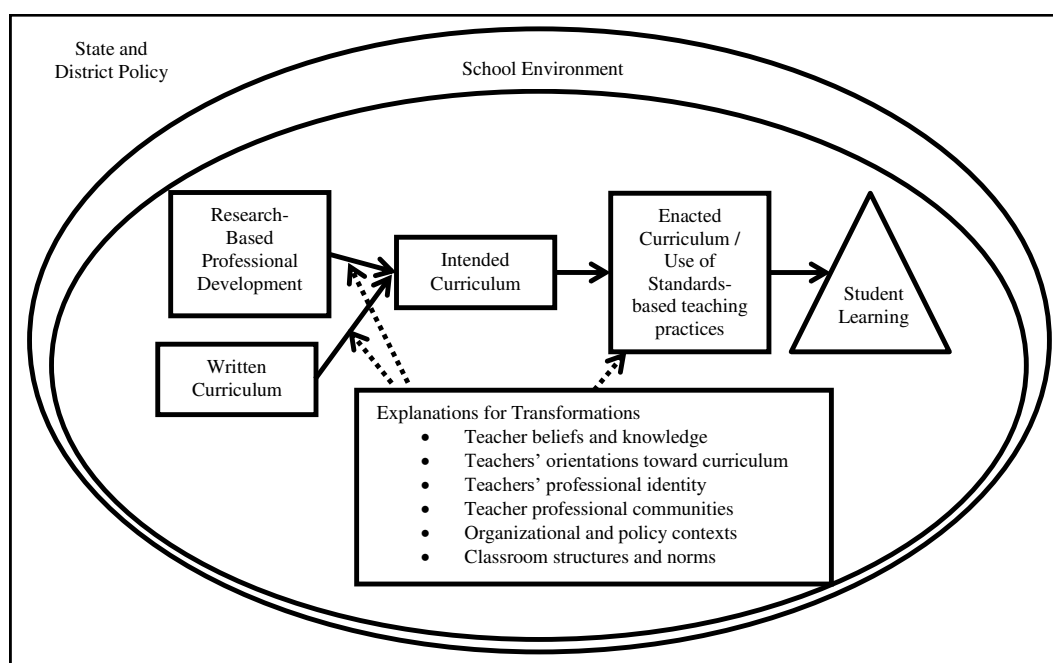 State and
District Policy
School Environment
Research-
Based
Professional
Development
Written
Curriculum
Intended
Curriculum
Enacted
Curriculum /
Use of
Standards-
based teaching
practices
Student
Learning
Explanations for Transformations
• Teacher beliefs and knowledge
• Teachers’ orientations toward curriculum
• Teachers’ professional identity
• Teacher professional communities
• Organizational and policy contexts
• Classroom structures and norms